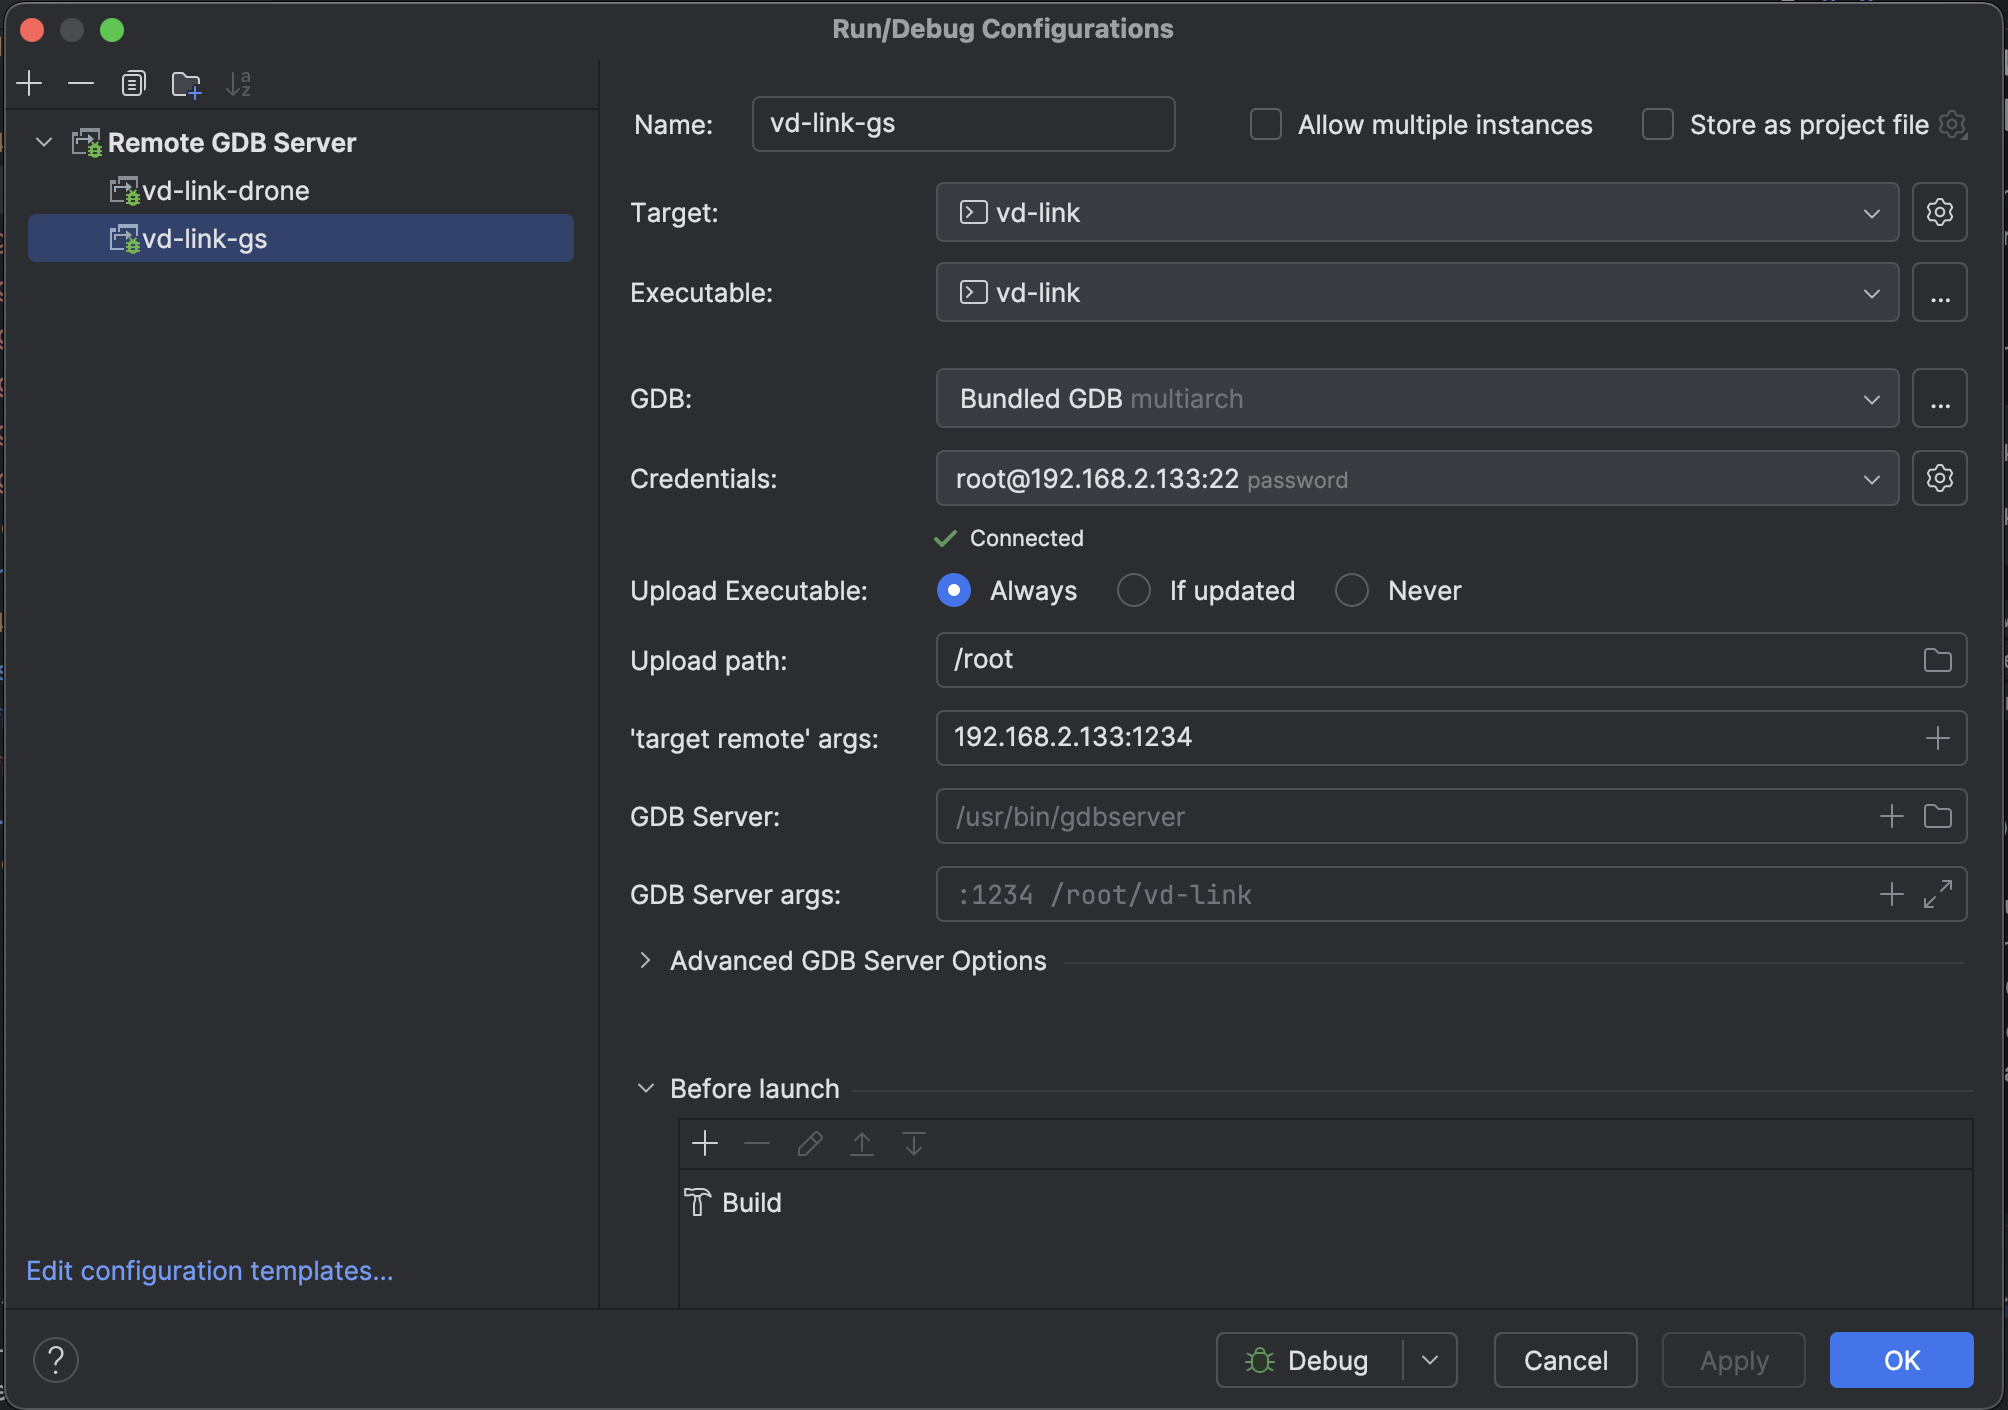 Run/Debug Configurations
Remote GDB Server
vd-link-drone
vd-link-gs
Edit configuration templates...
Name: vd-link-gs Allow multiple instances Store as project file
Target: vd-link
Executable: vd-link ...
GDB: Bundled GDB multiarch ...
Credentials: root@192.168.2.133:22 password
Connected
Upload Executable: Always If updated Never
Upload path: /root
'target remote' args: 192.168.2.133:1234
GDB Server: /usr/bin/gdbserver
GDB Server args: :1234 /root/vd-link
Advanced GDB Server Options
Before launch
Build
? Debug Cancel Apply OK